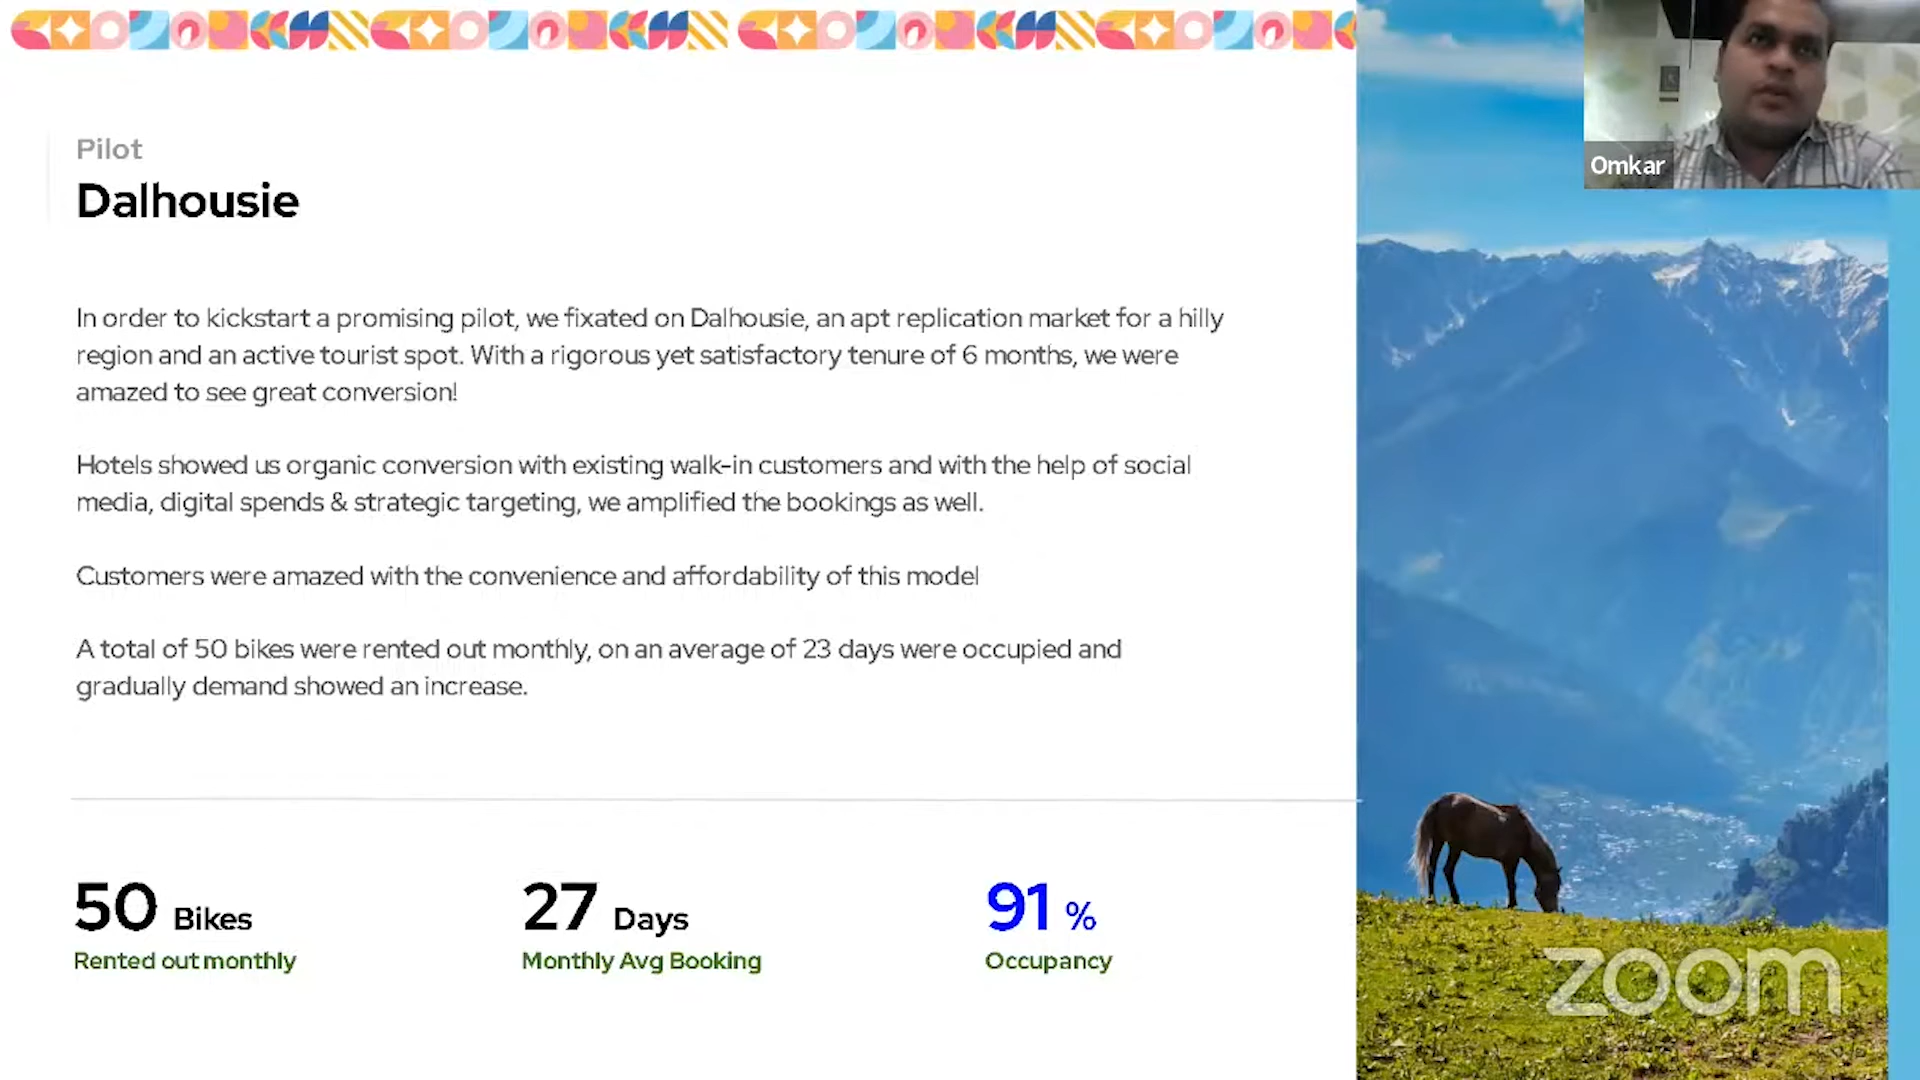 Pilot
Dalhousie
In order to kickstart a promising pilot, we fixated on Dalhousie, an apt replication market for a hilly
region and an active tourist spot. With a rigorous yet satisfactory tenure of 6 months, we were
amazed to see great conversion!
Hotels showed us organic conversion with existing walk-in customers and with the help of social
media, digital spends & strategic targeting, we amplified the bookings as well.
Customers were amazed with the convenience and affordability of this model
A total of 50 bikes were rented out monthly, on an average of 23 days were occupied and
gradually demand showed an increase.
50 Bikes
Rented out monthly
27 Days
Monthly Avg Booking
91 %
Occupancy
Omkar
zoom